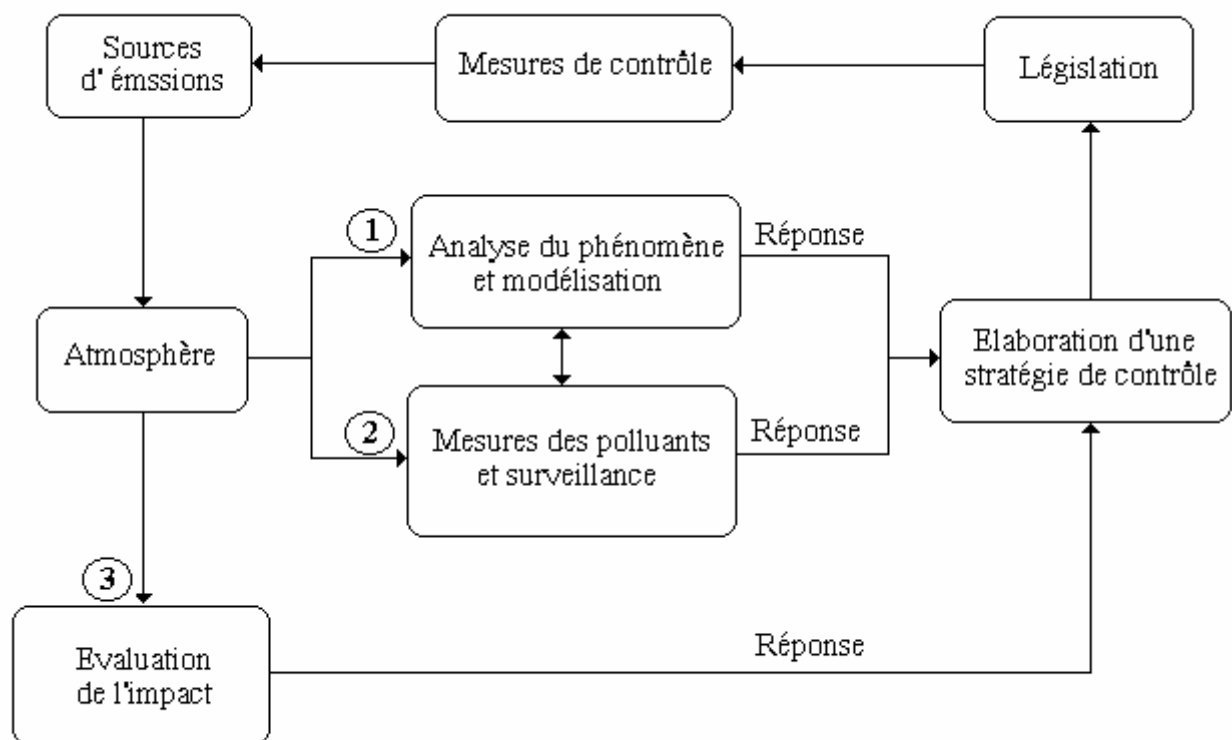 Sources
d' émssions
Mesures de contrôle
Législation
1
Analyse du phénomène
et modélisation
Réponse
Atmosphère
Elaboration d'une
stratégie de contrôle
2
Mesures des polluants
et surveillance
Réponse
3
Evaluation
de l'impact
Réponse